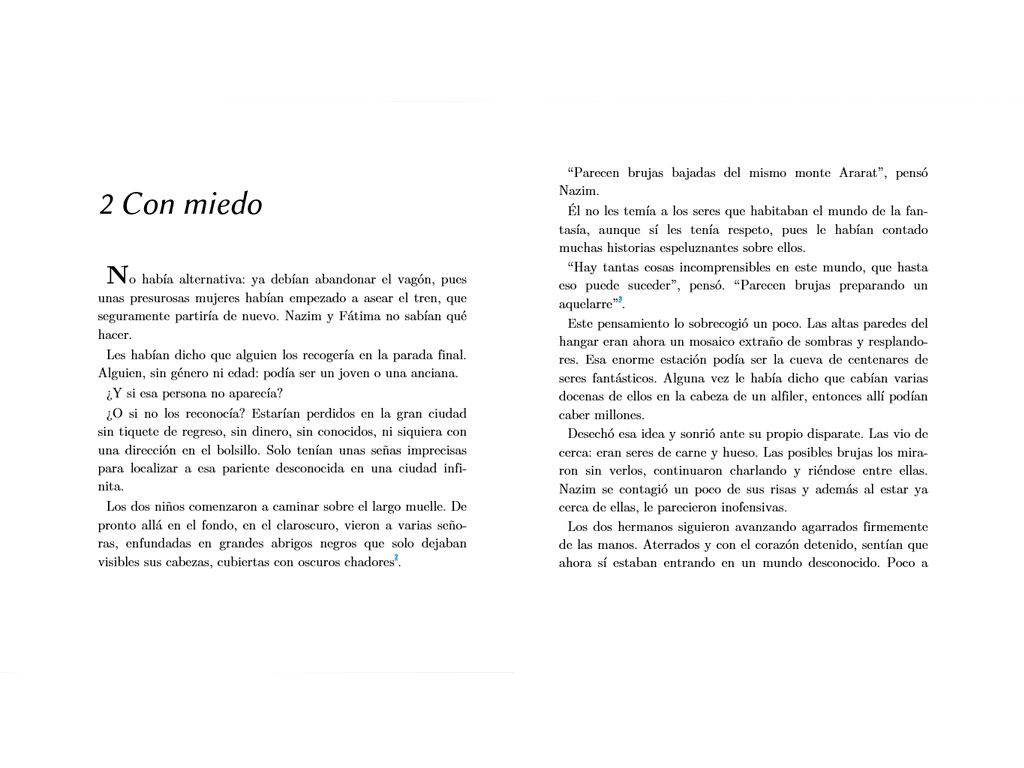 2 Con miedo
No había alternativa: ya debían abandonar el vagón, pues
unas presurosas mujeres habían empezado a asear el tren, que
seguramente partiría de nuevo. Nazim y Fátima no sabían qué
hacer.
Les habían dicho que alguien los recogería en la parada final.
Alguien, sin género ni edad: podía ser un joven o una anciana.
¿Y si esa persona no aparecía?
¿O si no los reconocía? Estarían perdidos en la gran ciudad
sin tiquete de regreso, sin dinero, sin conocidos, ni siquiera con
una dirección en el bolsillo. Solo tenían unas señas imprecisas
para localizar a esa pariente desconocida en una ciudad infi-
nita.
Los dos niños comenzaron a caminar sobre el largo muelle. De
pronto allá en el fondo, en el claroscuro, vieron a varias seño-
ras, enfundadas en grandes abrigos negros que solo dejaban
visibles sus cabezas, cubiertas con oscuros chadores2.
“Parecen brujas bajadas del mismo monte Ararat”, pensó
Nazim.
Él no les temía a los seres que habitaban el mundo de la fan-
tasía, aunque sí les tenía respeto, pues le habían contado
muchas historias espeluznantes sobre ellos.
“Hay tantas cosas incomprensibles en este mundo, que hasta
eso puede suceder”, pensó. “Parecen brujas preparando un
aquelarre”3.
Este pensamiento lo sobrecogió un poco. Las altas paredes del
hangar eran ahora un mosaico extraño de sombras y resplando-
res. Esa enorme estación podía ser la cueva de centenares de
seres fantásticos. Alguna vez le había dicho que cabían varias
docenas de ellos en la cabeza de un alfiler, entonces allí podían
caber millones.
Desechó esa idea y sonrió ante su propio disparate. Las vio de
cerca: eran seres de carne y hueso. Las posibles brujas los mira-
ron sin verlos, continuaron charlando y riéndose entre ellas.
Nazim se contagió un poco de sus risas y además al estar ya
cerca de ellas, le parecieron inofensivas.
Los dos hermanos siguieron avanzando agarrados firmemente
de las manos. Aterrados y con el corazón detenido, sentían que
ahora sí estaban entrando en un mundo desconocido. Poco a